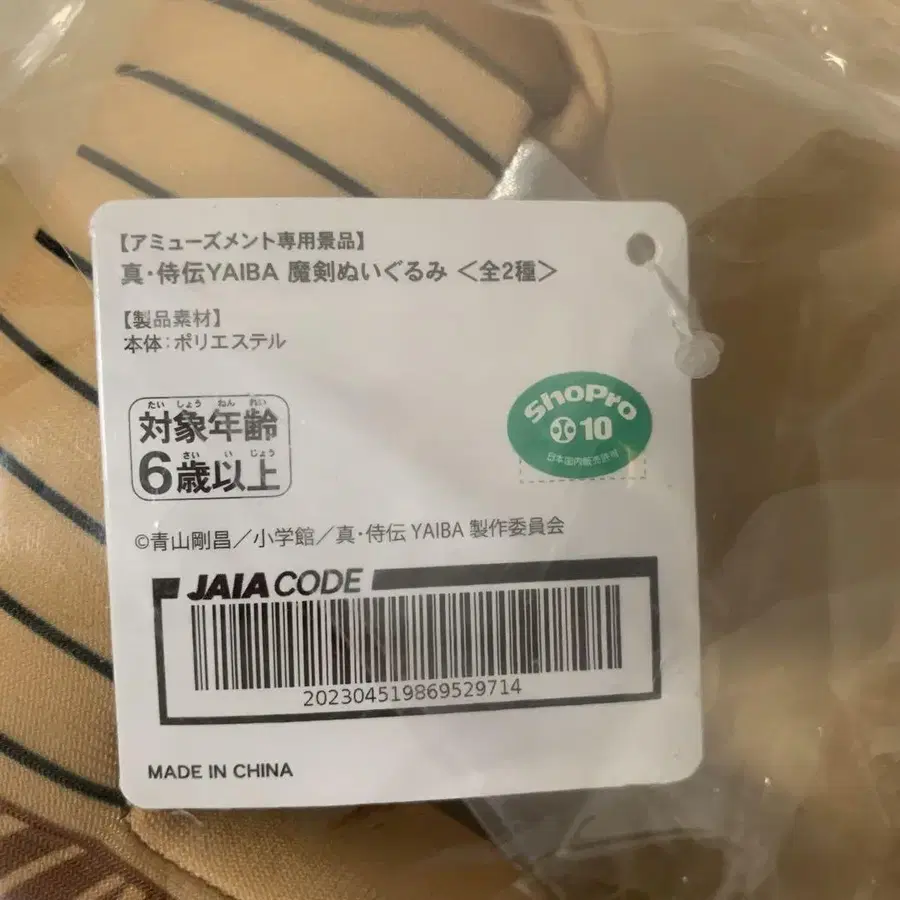 【アミューズメント専用景品】
真・侍伝YAIBA 魔剣ぬいぐるみ ＜全2種＞
【製品素材】
本体：ポリエステル
たい しょう ねん れい
対象年齢
さい い じょう
6歳以上
ShoPro
10
日本国内販売許可
©青山剛昌／小学館／真・侍伝 YAIBA 製作委員会
JAIA CODE
202304519869529714
MADE IN CHINA